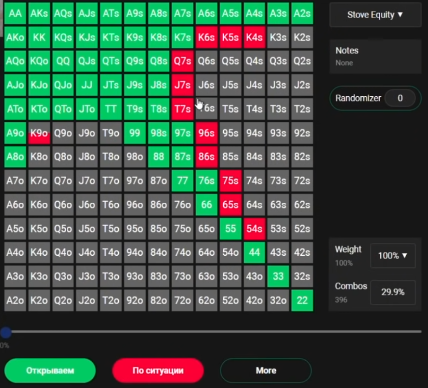 AA AKs AQs AJs ATs A9s A8s A7s A6s A5s A4s A3s A2s
AKo KK KQs KJs KTs K9s K8s K7s K6s K5s K4s K3s K2s
AQo KQo QQ QJs QTs Q9s Q8s Q7s Q6s Q5s Q4s Q3s Q2s
AJo KJo QJo JJ JTs J9s J8s J7s J6s J5s J4s J3s J2s
ATo KTo QTo JTo TT T9s T8s T7s T5s T4s T3s T2s
A9o K9o Q9o J9o T9o 99 98s 97s 96s 95s 94s 93s 92s
A8o K8o Q8o J8o T8o 98o 88 87s 86s 85s 84s 83s 82s
A7o K7o Q7o J7o T7o 97o 87o 77 76s 75s 74s 73s 72s
A6o K6o Q6o J6o T6o 96o 86o 76o 66 65s 64s 63s 62s
A5o K5o Q5o J5o T5o 95o 85o 75o 65o 55 54s 53s 52s
A4o K4o Q4o J4o T4o 94o 84o 74o 64o 54o 44 43s 42s
A3o K3o Q3o J3o T3o 93o 83o 73o 63o 53o 43o 33 32s
A2o K2o Q2o J2o T2o 92o 82o 72o 62o 52o 42o 32o 22
Stove Equity ▼
Notes
None
Randomizer 0
Weight
100%
100% ▼
Combos
396
29.9%
0%
Открываем По ситуации More